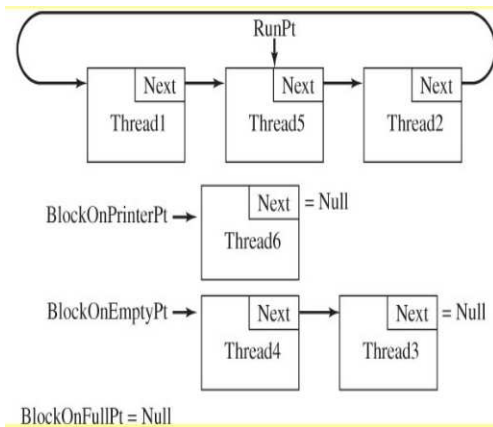 RunPt
Next Next Next
Thread1 Thread5 Thread2
BlockOnPrinterPt Next = Null
Thread6
BlockOnEmptyPt Next Next = Null
Thread4 Thread3
BlockOnFullPt = Null